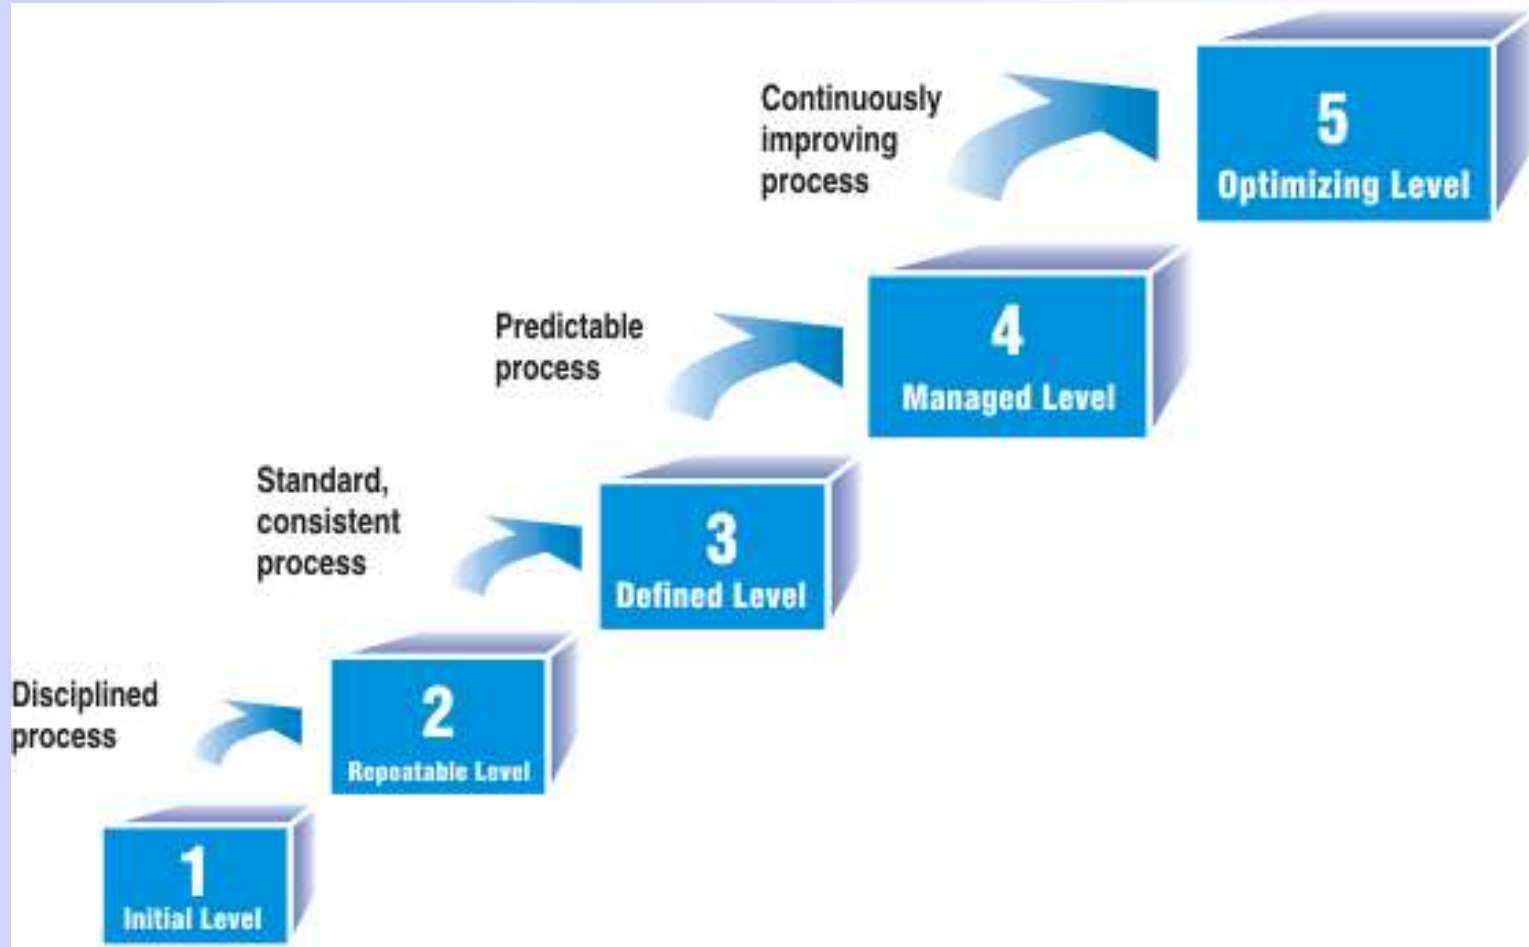 Continuously
improving
process
5
Optimizing Level
Predictable
process
4
Managed Level
Standard,
consistent
process
3
Defined Level
Disciplined
process
2
Repeatable Level
1
Initial Level